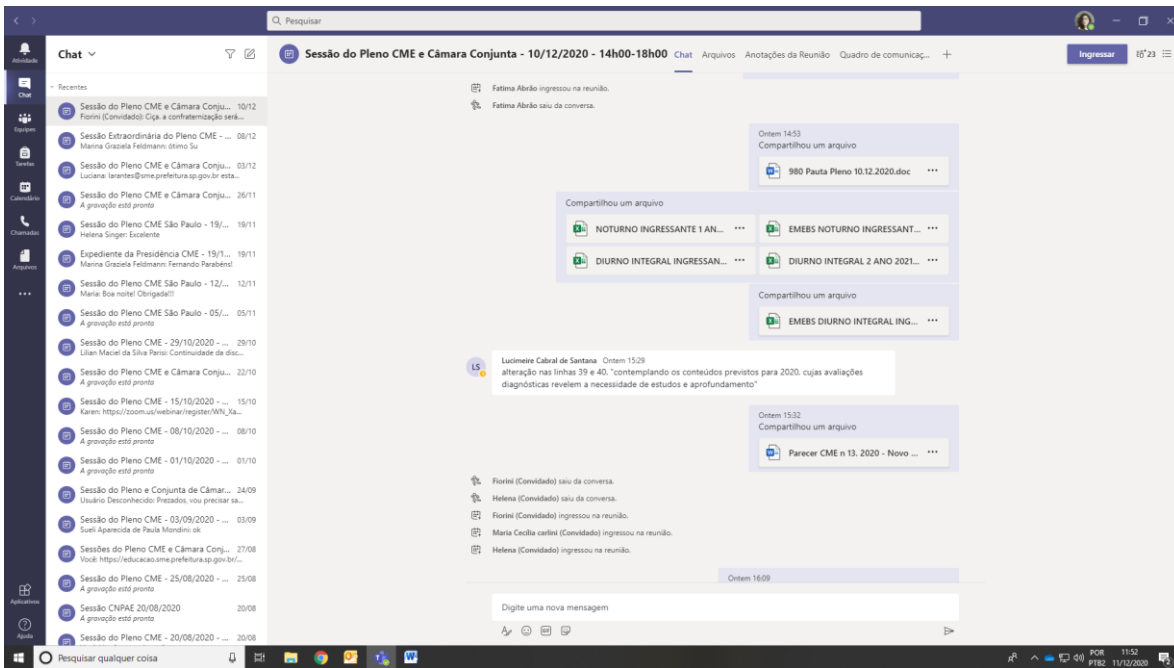 Pesquisar
Atividade
Chat
Equipes
Tarefas
Calendário
Chamadas
Arquivos
Aplicativos
Ajuda
Chat
Recentes
Sessão do Pleno CME e Câmara Conju... 10/12
Fiorini (Convidado): Ciça, a confraternização será...
Sessão Extraordinária do Pleno CME - ... 08/12
Marina Graziela Feldmann: ótimo Su
Sessão do Pleno CME e Câmara Conju... 03/12
Luciana: larantes@sme.prefeitura.sp.gov.br esta...
Sessão do Pleno CME e Câmara Conju... 26/11
A gravação está pronta
Sessão do Pleno CME São Paulo - 19/... 19/11
Helena Singer: Excelente
Expediente da Presidência CME - 19/1... 19/11
Marina Graziela Feldmann: Fernando Parabéns!
Sessão do Pleno CME São Paulo - 12/... 12/11
Maria: Boa noite! Obrigada!!!
Sessão do Pleno CME São Paulo - 05/... 05/11
A gravação está pronta
Sessão do Pleno CME - 29/10/2020 - ... 29/10
Lilian Maciel da Silva Parisi: Continuidade da disc...
Sessão do Pleno CME e Câmara Conju... 22/10
A gravação está pronta
Sessão do Pleno CME - 15/10/2020 - ... 15/10
Karen: https://zoom.us/webinar/register/WN_Xa...
Sessão do Pleno CME - 08/10/2020 - ... 08/10
A gravação está pronta
Sessão do Pleno CME - 01/10/2020 - ... 01/10
A gravação está pronta
Sessão do Pleno e Conjunta de Câmar... 24/09
Usuário Desconhecido: Prezados, vou precisar sa...
Sessão do Pleno CME - 03/09/2020 - ... 03/09
Sueli Aparecida de Paula Mondini: ok
Sessões do Pleno CME e Câmara Conj... 27/08
Você: https://educacao.sme.prefeitura.sp.gov.br/...
Sessão do Pleno CME - 25/08/2020 - ... 25/08
A gravação está pronta
Sessão CNPAE 20/08/2020 20/08
A gravação está pronta
Sessão do Pleno CME - 20/08/2020 - ... 20/08
Sessão do Pleno CME e Câmara Conjunta - 10/12/2020 - 14h00-18h00 Chat Arquivos Anotações da Reunião Quadro de comunicaç... +
Ingressar 23
Fatima Abrão ingressou na reunião.
Fatima Abrão saiu da conversa.
Ontem 14:53
Compartilhou um arquivo
980 Pauta Pleno 10.12.2020.doc ...
Compartilhou um arquivo
NOTURNO INGRESSANTE 1 AN... ... EMEBS NOTURNO INGRESSANT... ...
DIURNO INTEGRAL INGRESSAN... ... DIURNO INTEGRAL 2 ANO 2021... ...
Compartilhou um arquivo
EMEBS DIURNO INTEGRAL ING... ...
LS
Lucimeire Cabral de Santana Ontem 15:29
alteração nas linhas 39 e 40. "contemplando os conteúdos previstos para 2020, cujas avaliações
diagnósticas revelem a necessidade de estudos e aprofundamento"
Ontem 15:32
Compartilhou um arquivo
Parecer CME n 13. 2020 - Novo ... ...
Fiorini (Convidado) saiu da conversa.
Helena (Convidado) saiu da conversa.
Fiorini (Convidado) ingressou na reunião.
Maria Cecília carlini (Convidado) ingressou na reunião.
Helena (Convidado) ingressou na reunião.
Ontem 16:09
Digite uma nova mensagem
GIF
Pesquisar qualquer coisa
POR
PTB2
11:52
11/12/2020